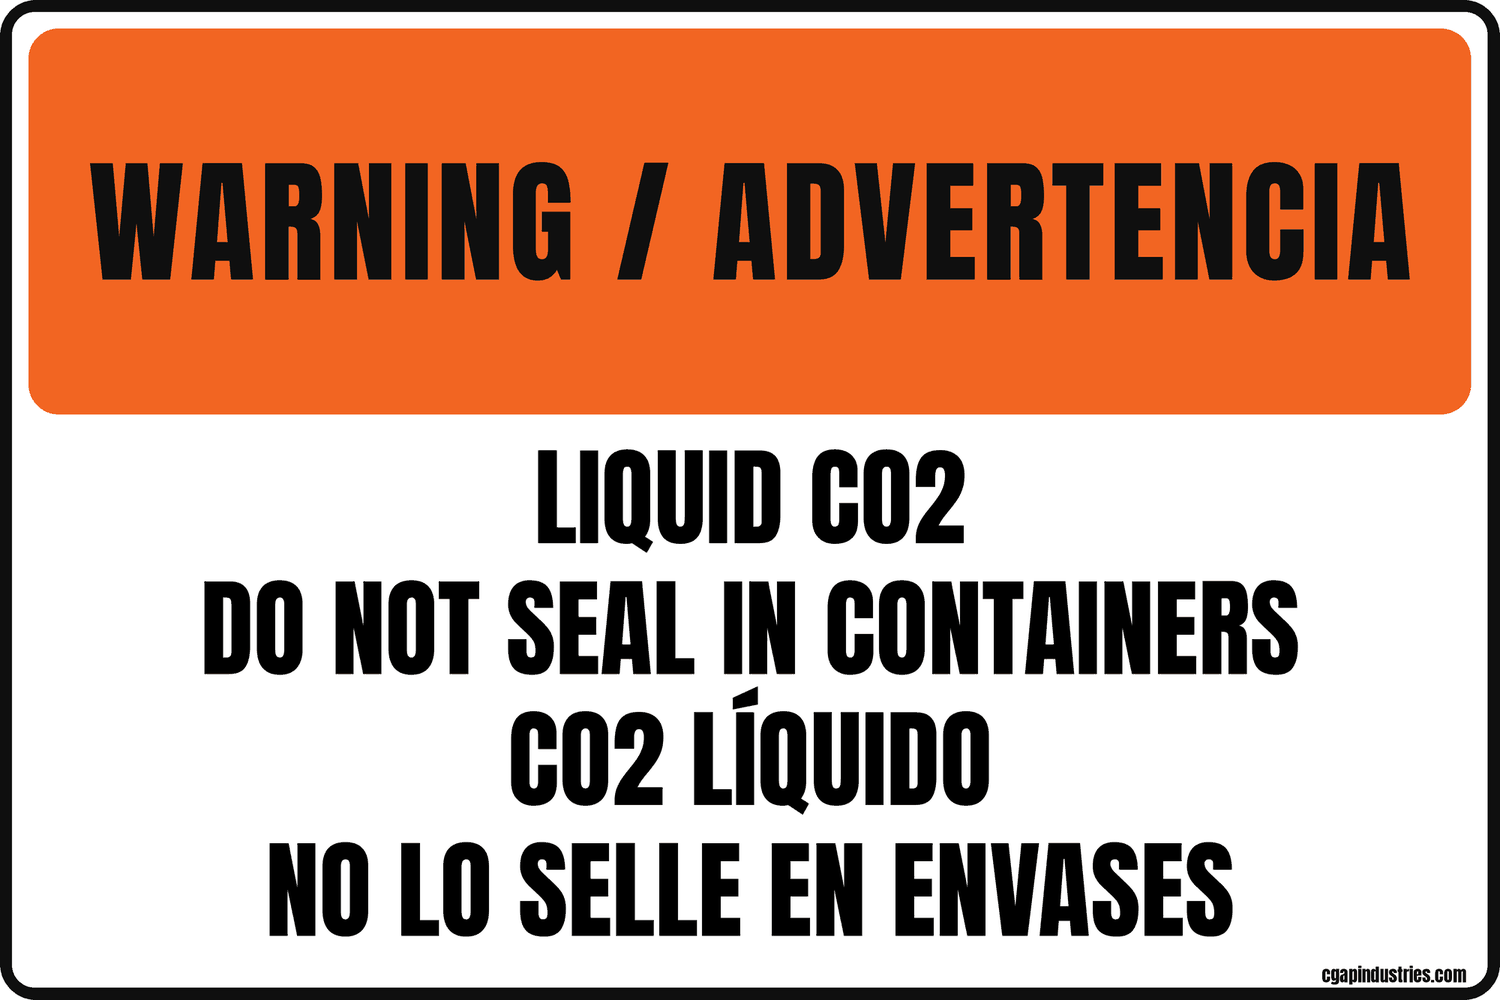 WARNING / ADVERTENCIA
LIQUID CO2
DO NOT SEAL IN CONTAINERS
CO2 LÍQUIDO
NO LO SELLE EN ENVASES
cgapindustries.com